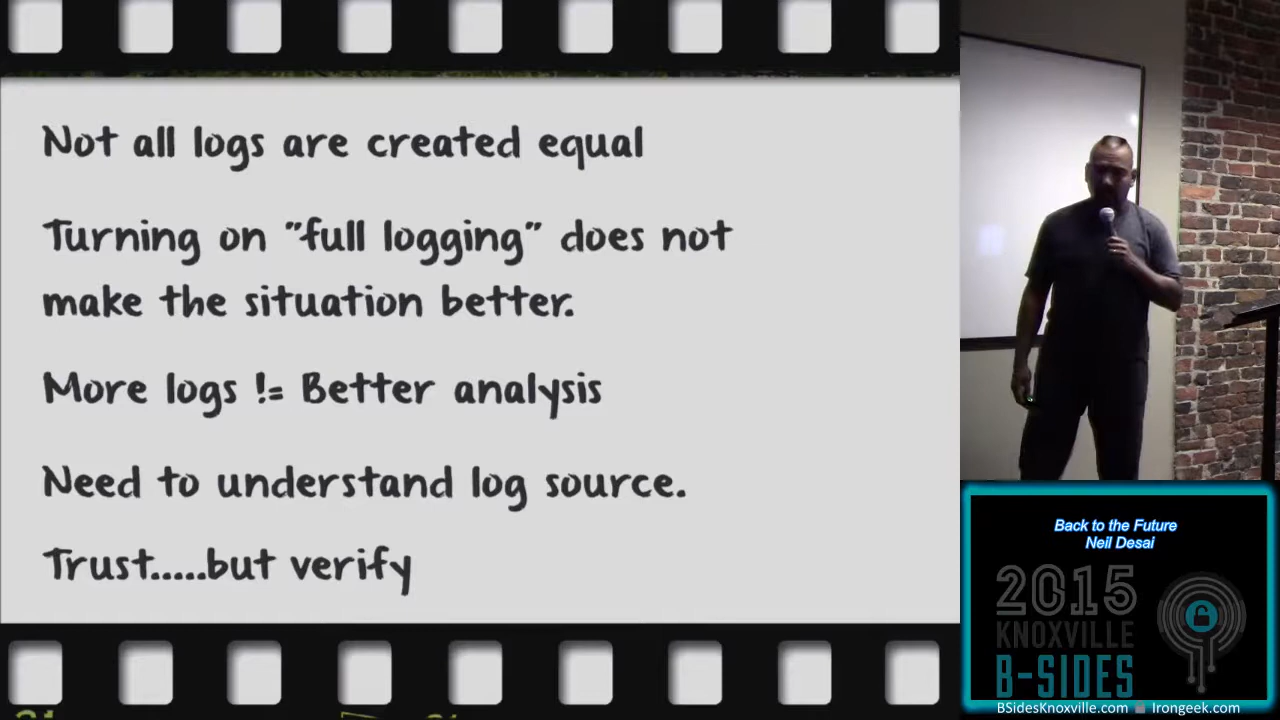 Not all logs are created equal
Turning on "full logging" does not
make the situation better.
More logs != Better analysis
Need to understand log source.
Trust.....but verify
Back to the Future
Neil Desai
2015
KNOXVILLE
B-SIDES
BSidesKnoxville.com Irongeek.com